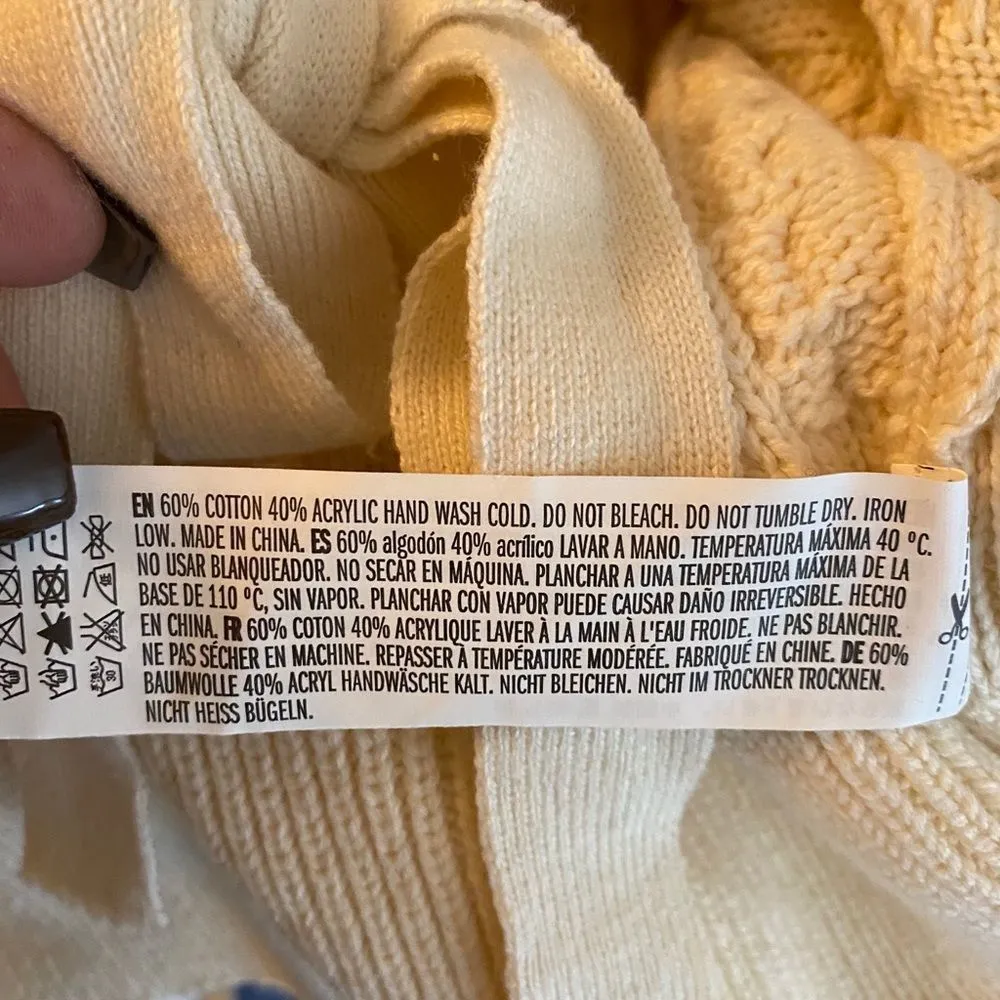 EN 60% COTTON 40% ACRYLIC HAND WASH COLD. DO NOT BLEACH. DO NOT TUMBLE DRY. IRON
LOW. MADE IN CHINA. ES 60% algodón 40% acrílico LAVAR A MANO. TEMPERATURA MÁXIMA 40 ºC.
NO USAR BLANQUEADOR. NO SECAR EN MÁQUINA. PLANCHAR A UNA TEMPERATURA MÁXIMA DE LA
BASE DE 110 ºC, SIN VAPOR. PLANCHAR CON VAPOR PUEDE CAUSAR DAÑO IRREVERSIBLE. HECHO
EN CHINA. FR 60% COTON 40% ACRYLIQUE LAVER À LA MAIN À L'EAU FROIDE. NE PAS BLANCHIR.
NE PAS SÉCHER EN MACHINE. REPASSER À TEMPÉRATURE MODÉRÉE. FABRIQUÉ EN CHINE. DE 60%
BAUMWOLLE 40% ACRYL HANDWÄSCHE KALT. NICHT BLEICHEN. NICHT IM TROCKNER TROCKNEN.
NICHT HEISS BÜGELN.